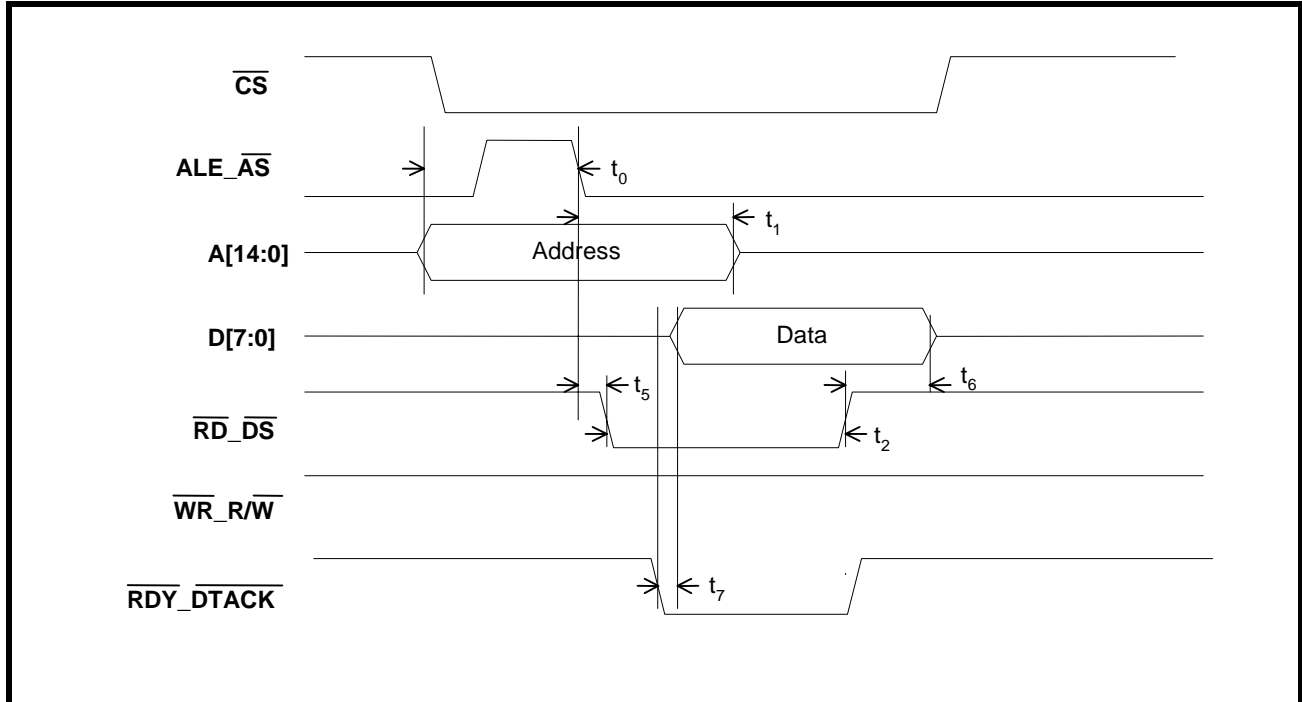 CS
ALE_AS
t0
t1
A[14:0]
Address
D[7:0]
Data
t5
t6
RD_DS
t2
WR_R/W
RDY_DTACK
t7